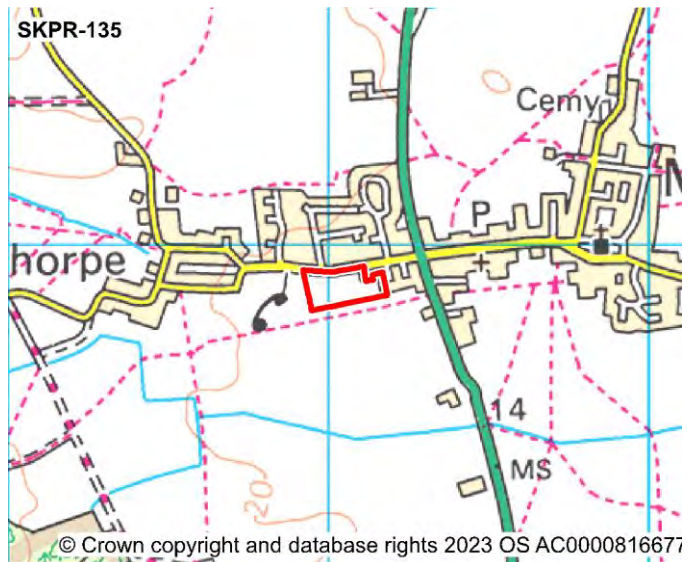 SKPR-135
Cemy
P
horpe
14
MS
20
© Crown copyright and database rights 2023 OS AC0000816677